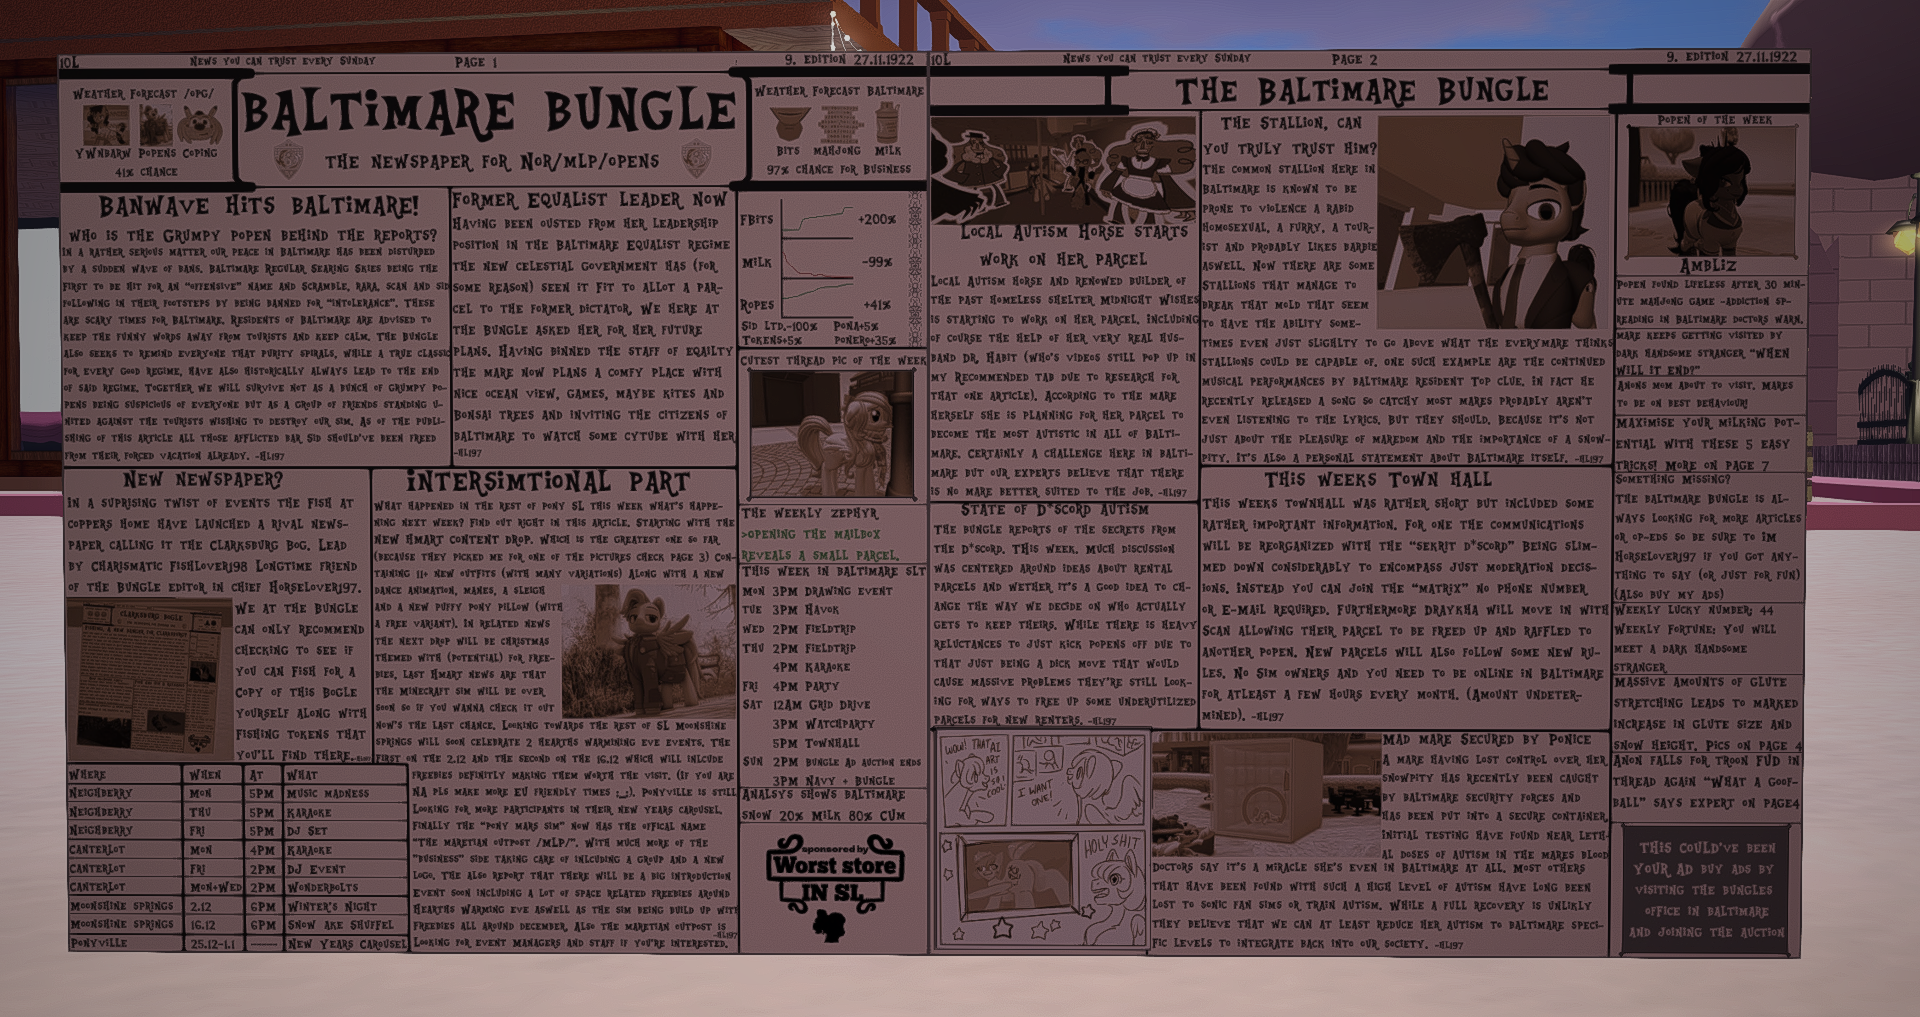 10L
NEWS YOU CAN TRUST EVERY SUNDAY
PAGE 1
9. EDITION 27.11.1922
WEATHER FORECAST /OPG/
YWNBARW POPENS COPING
41% CHANCE
BALTIMARE BUNGLE
THE NEWSPAPER FOR NOR/MLP/OPENS
WEATHER FORECAST BALTIMARE
BITS MAHJONG MILK
97% CHANCE FOR BUSINESS
BANWAVE HITS BALTIMARE!
WHO IS THE GRUMPY POPEN BEHIND THE REPORTS?
IN A RATHER SERIOUS MATTER OUR PEACE IN BALTIMARE HAS BEEN DISTURBED
BY A SUDDEN WAVE OF BANS. BALTIMARE REGULAR SEARING SKIES BEING THE
FIRST TO BE HIT FOR AN "OFFENSIVE" NAME AND SCRAMBLE, RARA, SCAN AND SID
FOLLOWING IN THEIR FOOTSTEPS BY BEING BANNED FOR "INTOLERANCE". THESE
ARE SCARY TIMES FOR BALTIMARE. RESIDENTS OF BALTIMARE ARE ADVISED TO
KEEP THE FUNNY WORDS AWAY FROM TOURISTS AND KEEP CALM. THE BUNGLE
ALSO SEEKS TO REMIND EVERYONE THAT PURITY SPIRALS, WHILE A TRUE CLASSIC
FOR EVERY GOOD REGIME, HAVE ALSO HISTORICALLY ALWAYS LEAD TO THE END
OF SAID REGIME. TOGETHER WE WILL SURVIVE NOT AS A BUNCH OF GRUMPY PO-
PENS BEING SUSPICIOUS OF EVERYONE BUT AS A GROUP OF FRIENDS STANDING U-
NITED AGAINST THE TOURISTS WISHING TO DESTROY OUR SIM. AS OF THE PUBLI-
SHING OF THIS ARTICLE ALL THOSE AFFLICTED BAR SID SHOULD'VE BEEN FREED
FROM THEIR FORCED VACATION ALREADY. -HL197
FORMER EQUALIST LEADER NOW
HAVING BEEN OUSTED FROM HER LEADERSHIP
POSITION IN THE BALTIMARE EQUALIST REGIME
THE NEW CELESTIAL GOVERNMENT HAS (FOR
SOME REASON) SEEN IT FIT TO ALLOT A PAR-
CEL TO THE FORMER DICTATOR. WE HERE AT
THE BUNGLE ASKED HER FOR HER FUTURE
PLANS. HAVING BINNED THE STAFF OF EQAILTY
THE MARE NOW PLANS A COMFY PLACE WITH
NICE OCEAN VIEW, GAMES, MAYBE KITES AND
BONSAI TREES AND INVITING THE CITIZENS OF
BALTIMARE TO WATCH SOME CYTUBE WITH HER.
-HL197
FBITS +200%
MILK -99%
ROPES +41%
SID LTD.-100% PONA+5%
TOKENS+5% PONERO+35%
CUTEST THREAD PIC OF THE WEEK
THE WEEKLY ZEPHYR
>OPENING THE MAILBOX
REVEALS A SMALL PARCEL.
THIS WEEK IN BALTIMARE SLT
MON 3PM DRAWING EVENT
TUE 3PM HAVOK
WED 2PM FIELDTRIP
THU 2PM FIELDTRIP
4PM KARAOKE
FRI 4PM PARTY
SAT 12AM GRID DRIVE
3PM WATCHPARTY
5PM TOWNHALL
SUN 2PM BUNGLE AD AUCTION ENDS
3PM NAVY + BUNGLE
ANALSYS SHOWS BALTIMARE
SNOW 20% MILK 80% CUM
sponsored by
Worst store
IN SL
NEW NEWSPAPER?
IN A SUPRISING TWIST OF EVENTS THE FISH AT
COPPERS HOME HAVE LAUNCHED A RIVAL NEWS-
PAPER CALLING IT THE CLARKSBURG BOG. LEAD
BY CHARISMATIC FISHLOVER198 LONGTIME FRIEND
OF THE BUNGLE EDITOR IN CHIEF HORSELOVER197.
CLARKSBURG BOGLE
WE AT THE BUNGLE
CAN ONLY RECOMMEND
CHECKING TO SEE IF
YOU CAN FISH FOR A
COPY OF THIS BOGLE
YOURSELF ALONG WITH
FISHING TOKENS THAT
YOU'LL FIND THERE.-HL197
INTERSIMTIONAL PART
WHAT HAPPENED IN THE REST OF PONY SL THIS WEEK WHAT'S HAPPE-
NING NEXT WEEK? FIND OUT RIGHT IN THIS ARTICLE. STARTING WITH THE
NEW HMART CONTENT DROP. WHICH IS THE GREATEST ONE SO FAR
(BECAUSE THEY PICKED ME FOR ONE OF THE PICTURES CHECK PAGE 3) CON-
TAINING 11+ NEW OUTFITS (WITH MANY VARIATIONS) ALONG WITH A NEW
DANCE ANIMATION, MANES, A SLEIGH
AND A NEW PUFFY PONY PILLOW (WITH
A FREE VARIANT). IN RELATED NEWS
THE NEXT DROP WILL BE CHRISTMAS
THEMED WITH (POTENTIAL) FOR FREE-
BIES. LAST HMART NEWS ARE THAT
THE MINECRAFT SIM WILL BE OVER
SOON SO IF YOU WANNA CHECK IT OUT
NOW'S THE LAST CHANCE. LOOKING TOWARDS THE REST OF SL MOONSHINE
SPRINGS WILL SOON CELEBRATE 2 HEARTHS WARMING EVE EVENTS. THE
FIRST ON THE 2.12 AND THE SECOND ON THE 16.12 WHICH WILL INLCUDE
FREEBIES DEFINITLY MAKING THEM WORTH THE VISIT. (IF YOU ARE
NA PLS MAKE MORE EU FRIENDLY TIMES ;_;). PONYVILLE IS STILL
LOOKING FOR MORE PARTICIPANTS IN THEIR NEW YEARS CAROUSEL.
FINALLY THE "PONY MARS SIM" NOW HAS THE OFFICAL NAME
"THE MARETIAN OUTPOST /MLP/". WITH MUCH MORE OF THE
"BUSINESS" SIDE TAKING CARE OF INLCUDING A GROUP AND A NEW
LOGO. THE ALSO REPORT THAT THERE WILL BE A BIG INTRODUCTION
EVENT SOON INCLUDING A LOT OF SPACE RELATED FREEBIES AROUND
HEARTHS WARMING EVE ASWELL AS THE SIM BEING BUILD UP WITH
FREEBIES ALL AROUND DECEMBER. ALSO THE MARETIAN OUTPOST IS
LOOKING FOR EVENT MANAGERS AND STAFF IF YOU'RE INTERESTED. -HL197
WHERE WHEN AT WHAT
NEIGHBERRY MON 5PM MUSIC MADNESS
NEIGHBERRY THU 5PM KARAOKE
NEIGHBERRY FRI 5PM DJ SET
CANTERLOT MON 4PM KARAOKE
CANTERLOT FRI 2PM DJ EVENT
CANTERLOT MON+WED 2PM WONDERBOLTS
MOONSHINE SPRINGS 2.12 6PM WINTER'S NIGHT
MOONSHINE SPRINGS 16.12 6PM SNOW AKE SHUFFEL
PONYVILLE 25.12-1.1 ------ NEW YEARS CAROUSEL
10L
NEWS YOU CAN TRUST EVERY SUNDAY
PAGE 2
9. EDITION 27.11.1922
THE BALTIMARE BUNGLE
LOCAL AUTISM HORSE STARTS
WORK ON HER PARCEL
LOCAL AUTISM HORSE AND RENOWED BUILDER OF
THE PAST HOMELESS SHELTER MIDNIGHT WISHES
IS STARTING TO WORK ON HER PARCEL. INCLUDING
OF COURSE THE HELP OF HER VERY REAL HUS-
BAND DR. HABIT (WHO'S VIDEOS STILL POP UP IN
MY RECOMMENDED TAB DUE TO RESEARCH FOR
THAT ONE ARTICLE). ACCORDING TO THE MARE
HERSELF SHE IS PLANNING FOR HER PARCEL TO
BECOME THE MOST AUTISTIC IN ALL OF BALTI-
MARE. CERTAINLY A CHALLENGE HERE IN BALTI-
MARE BUT OUR EXPERTS BELIEVE THAT THERE
IS NO MARE BETTER SUITED TO THE JOB. -HL197
STATE OF D*SCORD AUTISM
THE BUNGLE REPORTS OF THE SECRETS FROM
THE D*SCORD. THIS WEEK. MUCH DISCUSSION
WAS CENTERED AROUND IDEAS ABOUT RENTAL
PARCELS AND WETHER IT'S A GOOD IDEA TO CH-
ANGE THE WAY WE DECIDE ON WHO ACTUALLY
GETS TO KEEP THEIRS. WHILE THERE IS HEAVY
RELUCTANCES TO JUST KICK POPENS OFF DUE TO
THAT JUST BEING A DICK MOVE THAT WOULD
CAUSE MASSIVE PROBLEMS THEY'RE STILL LOOK-
ING FOR WAYS TO FREE UP SOME UNDERUTILIZED
PARCELS FOR NEW RENTERS. -HL197
WOW! THAT AI
ART
IS
SO
COOL
I WANT
ONE!
HOLY SHIT
THE STALLION, CAN
YOU TRULY TRUST HIM?
THE COMMON STALLION HERE IN
BALTIMARE IS KNOWN TO BE
PRONE TO VIOLENCE A RABID
HOMOSEXUAL, A FURRY, A TOUR-
IST AND PROBABLY LIKES BARBIE
ASWELL. NOW THERE ARE SOME
STALLIONS THAT MANAGE TO
BREAK THAT MOLD THAT SEEM
TO HAVE THE ABILITY SOME-
TIMES EVEN JUST SLIGHLTY TO GO ABOVE WHAT THE EVERYMARE THINKS
STALLIONS COULD BE CAPABLE OF. ONE SUCH EXAMPLE ARE THE CONTINUED
MUSICAL PERFORMANCES BY BALTIMARE RESIDENT TOP CLUE. IN FACT HE
RECENTLY RELEASED A SONG SO CATCHY MOST MARES PROBABLY AREN'T
EVEN LISTENING TO THE LYRICS. BUT THEY SHOULD. BECAUSE IT'S NOT
JUST ABOUT THE PLEASURE OF MAREDOM AND THE IMPORTANCE OF A SNOW-
PITY. IT'S ALSO A PERSONAL STATEMENT ABOUT BALTIMARE ITSELF. -HL197
THIS WEEKS TOWN HALL
THIS WEEKS TOWNHALL WAS RATHER SHORT BUT INCLUDED SOME
RATHER IMPORTANT INFORMATION. FOR ONE THE COMMUNICATIONS
WILL BE REORGANIZED WITH THE "SEKRIT D*SCORD" BEING SLIM-
MED DOWN CONSIDERABLY TO ENCOMPASS JUST MODERATION DECIS-
IONS. INSTEAD YOU CAN JOIN THE "MATRIX" NO PHONE NUMBER
OR E-MAIL REQUIRED. FURTHERMORE DRAYKHA WILL MOVE IN WITH
SCAN ALLOWING THEIR PARCEL TO BE FREED UP AND RAFFLED TO
ANOTHER POPEN. NEW PARCELS WILL ALSO FOLLOW SOME NEW RU-
LES. NO SIM OWNERS AND YOU NEED TO BE ONLINE IN BALTIMARE
FOR ATLEAST A FEW HOURS EVERY MONTH. (AMOUNT UNDETER-
MINED). -HL197
MAD MARE SECURED BY PONICE
A MARE HAVING LOST CONTROL OVER HER
SNOWPITY HAS RECENTLY BEEN CAUGHT
BY BALTIMARE SECURITY FORCES AND
HAS BEEN PUT INTO A SECURE CONTAINER.
INITIAL TESTING HAVE FOUND NEAR LETH-
AL DOSES OF AUTISM IN THE MARES BLOOD
DOCTORS SAY IT'S A MIRACLE SHE'S EVEN IN BALTIMARE AT ALL. MOST OTHERS
THAT HAVE BEEN FOUND WITH SUCH A HIGH LEVEL OF AUTISM HAVE LONG BEEN
LOST TO SONIC FAN SIMS OR TRAIN AUTISM. WHILE A FULL RECOVERY IS UNLIKLY
THEY BELIEVE THAT WE CAN AT LEAST REDUCE HER AUTISM TO BALTIMARE SPECI-
FIC LEVELS TO INTEGRATE BACK INTO OUR SOCIETY. -HL197
POPEN OF THE WEEK
AMBLIZ
POPEN FOUND LIFELESS AFTER 30 MIN-
UTE MAHJONG GAME -ADDICTION SP-
READING IN BALTIMARE DOCTORS WARN.
MARE KEEPS GETTING VISITED BY
DARK HANDSOME STRANGER "WHEN
WILL IT END?"
ANONS MOM ABOUT TO VISIT. MARES
TO BE ON BEST BEHAVIOUR!
MAXIMISE YOUR MILKING POT-
ENTIAL WITH THESE 5 EASY
TRICKS! MORE ON PAGE 7
SOMETHING MISSING?
THE BALTIMARE BUNGLE IS AL-
WAYS LOOKING FOR MORE ARTICLES
OR OP-EDS SO BE SURE TO IM
HORSELOVER197 IF YOU GOT ANY-
THING TO SAY (OR JUST FOR FUN)
(ALSO BUY MY ADS)
WEEKLY LUCKY NUMBER: 44
WEEKLY FORTUNE: YOU WILL
MEET A DARK HANDSOME
STRANGER
MASSIVE AMOUNTS OF GLUTE
STRETCHING LEADS TO MARKED
INCREASE IN GLUTE SIZE AND
SNOW HEIGHT. PICS ON PAGE 4
ANON FALLS FOR TROON FUD IN
THREAD AGAIN "WHAT A GOOF-
BALL" SAYS EXPERT ON PAGE4
THIS COULD'VE BEEN
YOUR AD BUY ADS BY
VISITING THE BUNGLES
OFFICE IN BALTIMARE
AND JOINING THE AUCTION